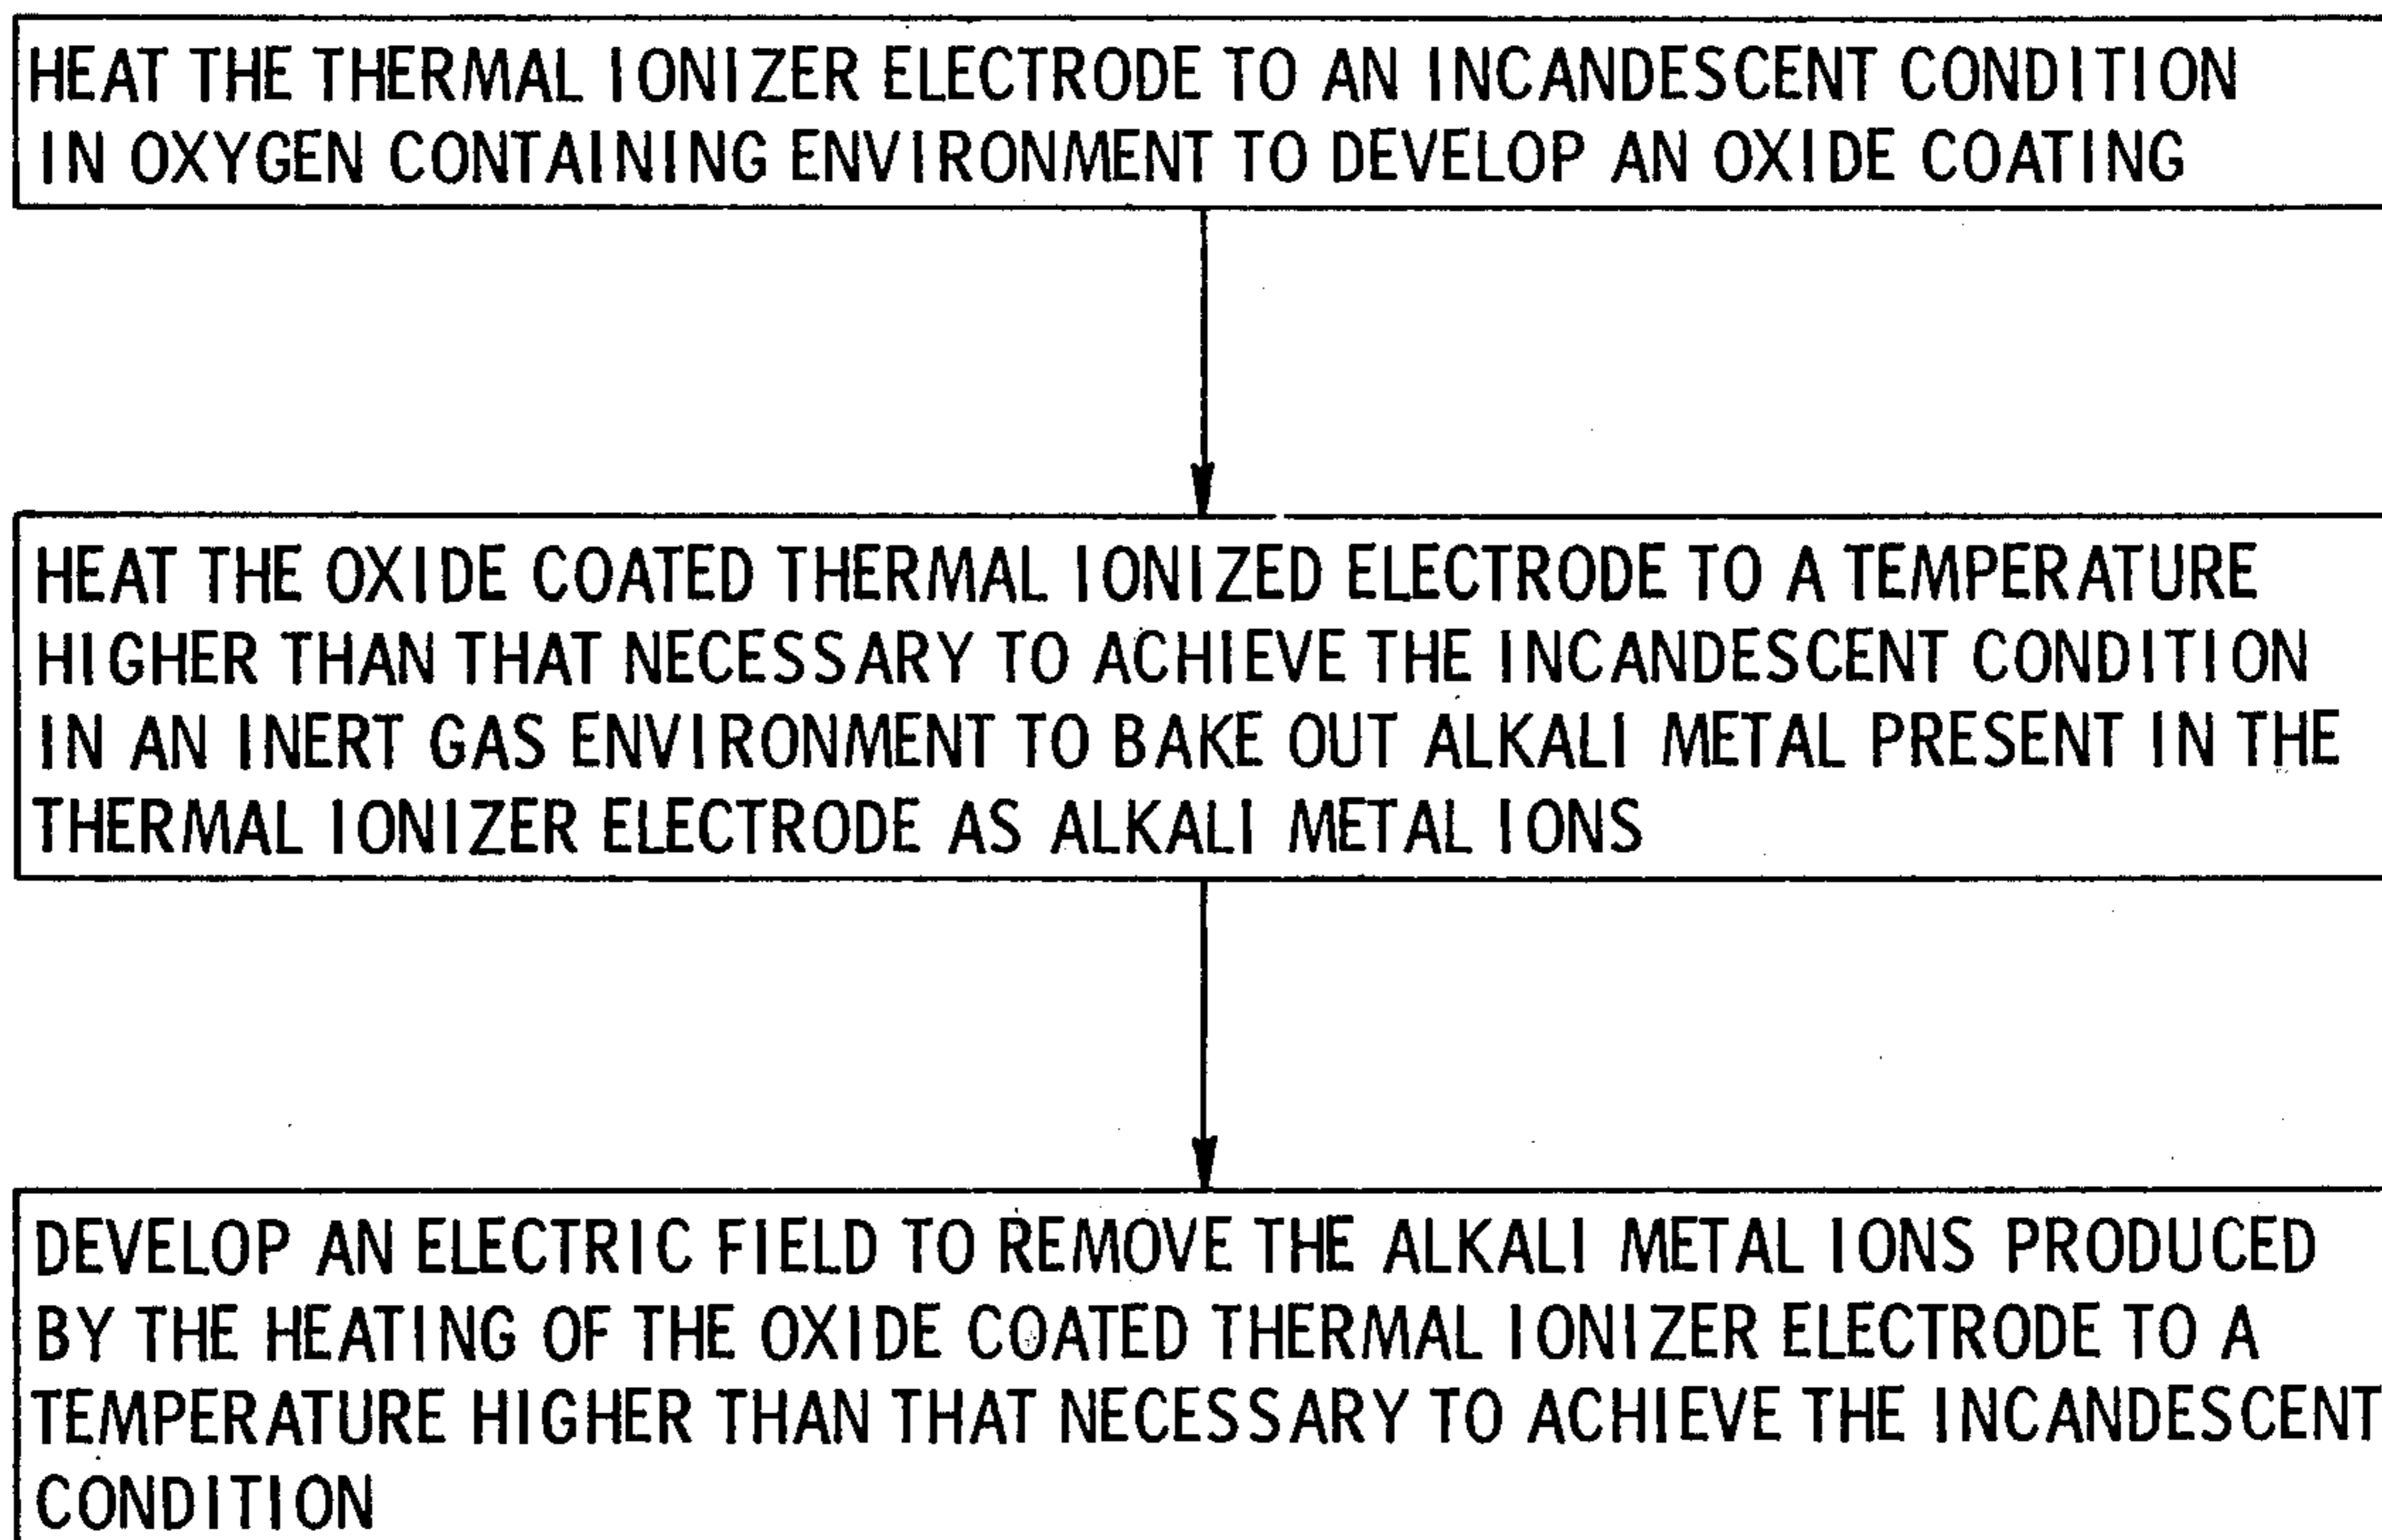 HEAT THE THERMAL IONIZER ELECTRODE TO AN INCANDESCENT CONDITION
IN OXYGEN CONTAINING ENVIRONMENT TO DEVELOP AN OXIDE COATING
HEAT THE OXIDE COATED THERMAL IONIZED ELECTRODE TO A TEMPERATURE
HIGHER THAN THAT NECESSARY TO ACHIEVE THE INCANDESCENT CONDITION
IN AN INERT GAS ENVIRONMENT TO BAKE OUT ALKALI METAL PRESENT IN THE
THERMAL IONIZER ELECTRODE AS ALKALI METAL IONS
DEVELOP AN ELECTRIC FIELD TO REMOVE THE ALKALI METAL IONS PRODUCED
BY THE HEATING OF THE OXIDE COATED THERMAL IONIZER ELECTRODE TO A
TEMPERATURE HIGHER THAN THAT NECESSARY TO ACHIEVE THE INCANDESCENT
CONDITION